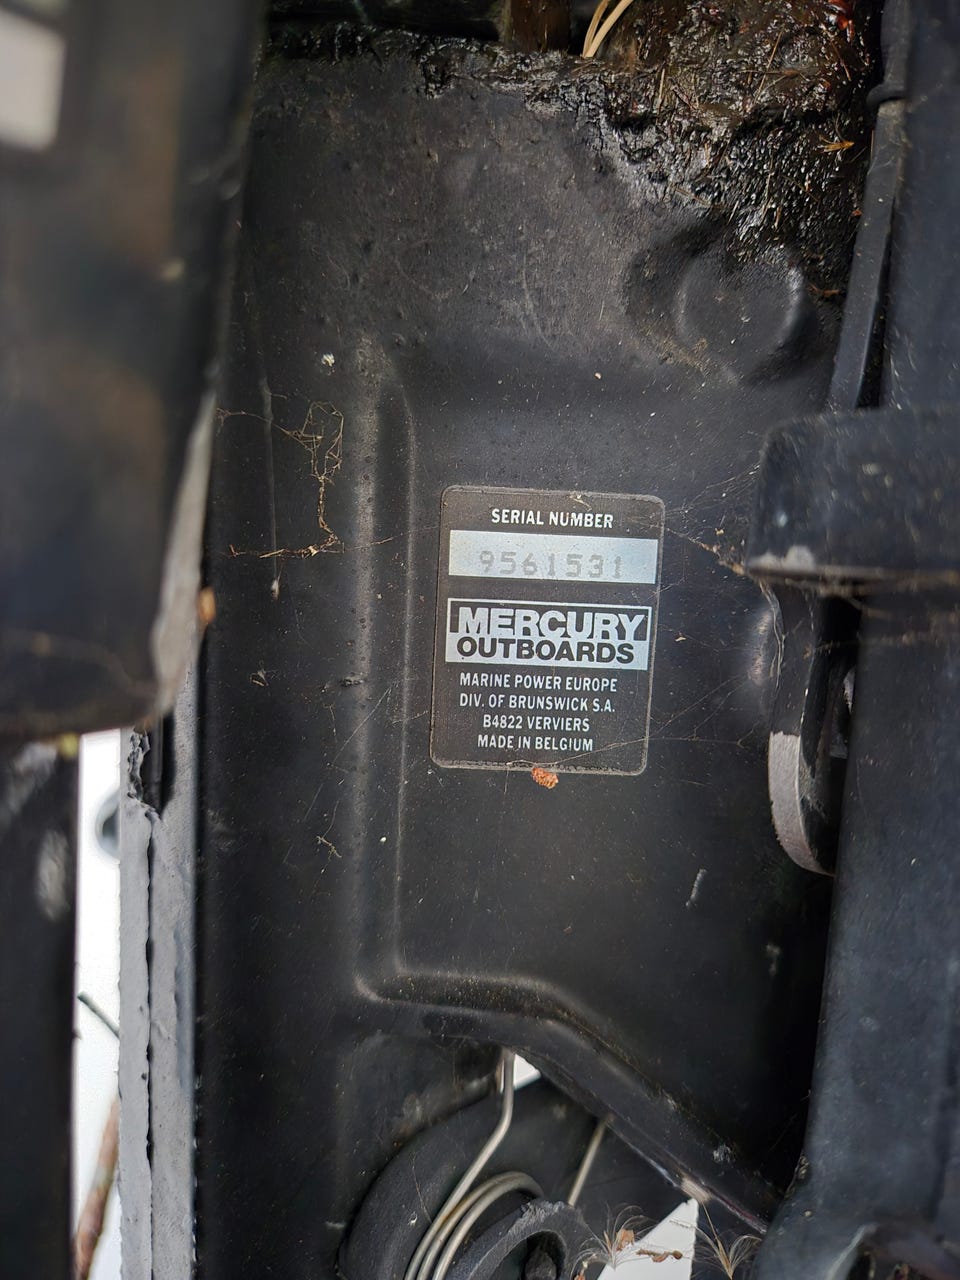 SERIAL NUMBER
9561531
MERCURY
OUTBOARDS
MARINE POWER EUROPE
DIV. OF BRUNSWICK S.A.
B4822 VERVIERS
MADE IN BELGIUM